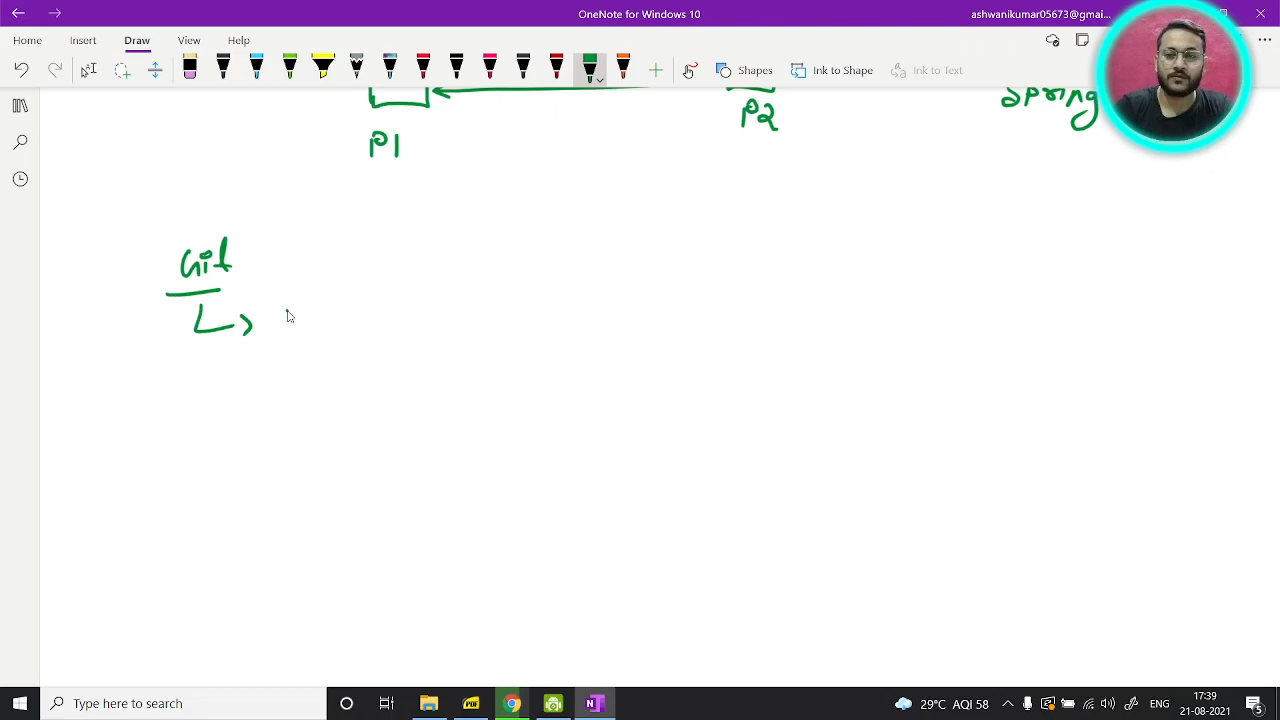 OneNote for Windows 10
ashwanikumar05673@gmai...
Home Insert Draw View Help
Shapes Ink to Shape Ink to Text
P1
P2
Spring
Git
Type here to search
29°C AQI 58
ENG
17:39
21-08-2021